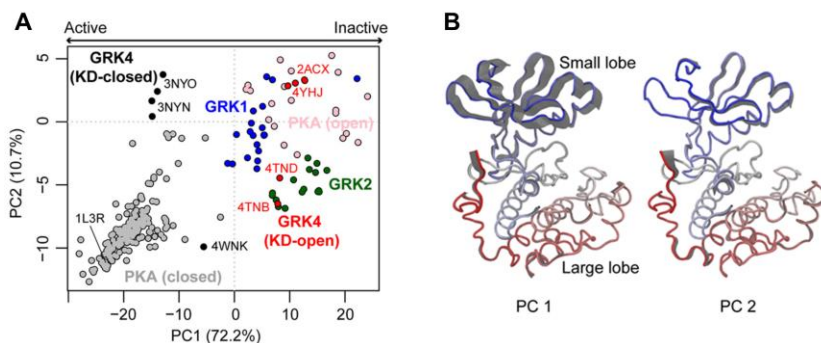 A
Active
Inactive
GRK4
(KD-closed)
3NYO
3NYN
GRK1
2ACX
4YHJ
PKA (open)
4TND
GRK2
4TNB
GRK4
(KD-open)
1L3R
4WNK
PKA (closed)
5
0
−5
−10
PC2 (10.7%)
−20
−10
0
10
20
PC1 (72.2%)
B
Small lobe
Large lobe
PC 1
PC 2